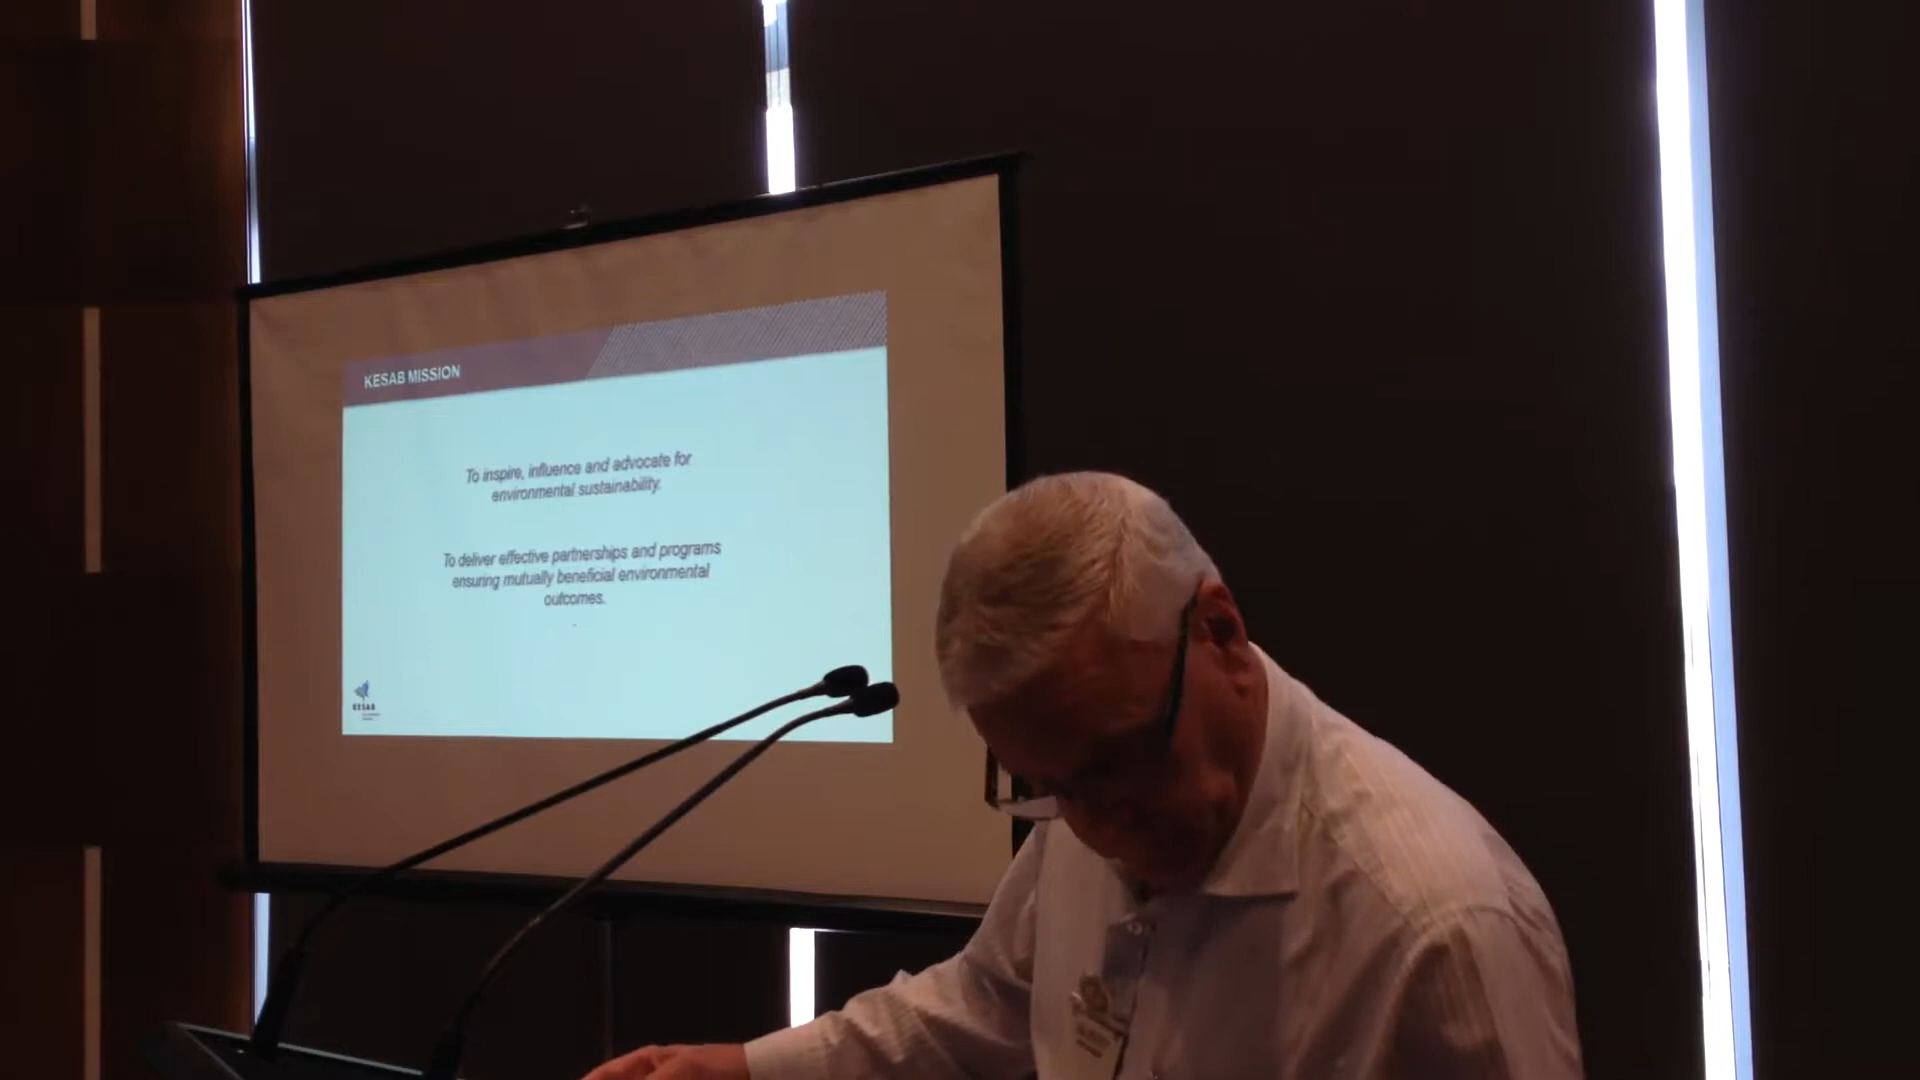 KESAB MISSION
To inspire, influence and advocate for
environmental sustainability.
To deliver effective partnerships and programs
ensuring mutually beneficial environmental
outcomes.
KESAB